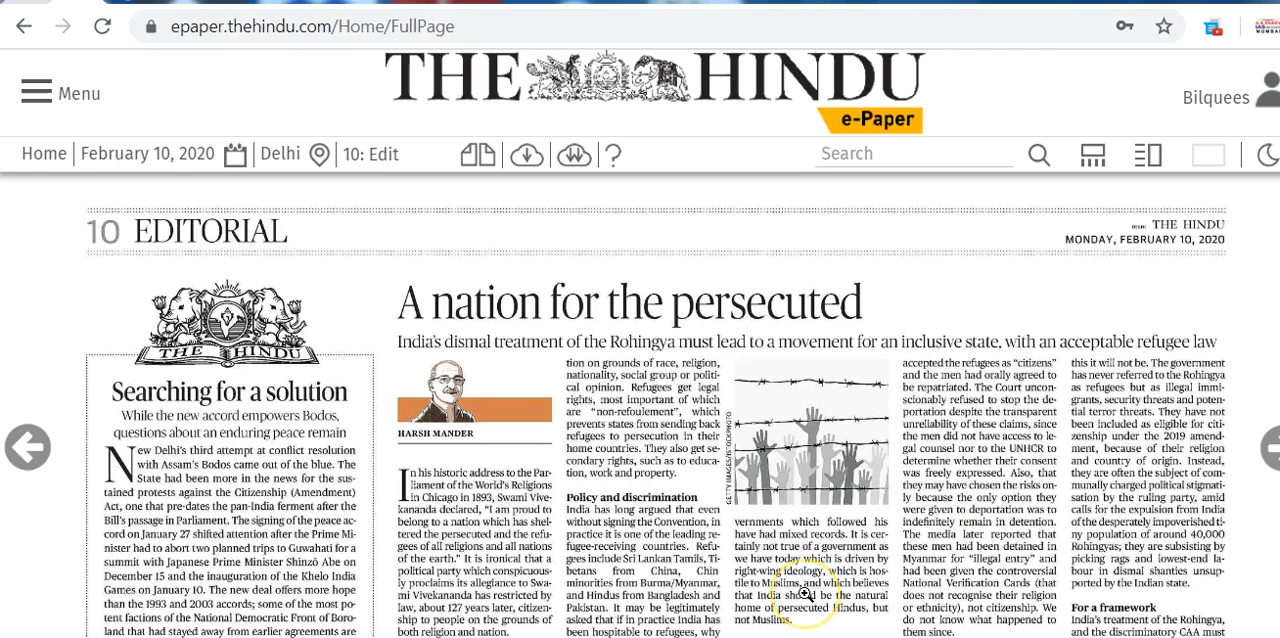 epaper.thehindu.com/Home/FullPage
Menu
THE HINDU
e-Paper
Bilquees
Home
February 10, 2020
Delhi
10: Edit
?
Search
10 EDITORIAL
DELHI THE HINDU
MONDAY, FEBRUARY 10, 2020
THE HINDU
Searching for a solution
While the new accord empowers Bodos,
questions about an enduring peace remain
New Delhi's third attempt at conflict resolution
with Assam's Bodos came out of the blue. The
State had been more in the news for the sus-
tained protests against the Citizenship (Amendment)
Act, one that pre-dates the pan-India ferment after the
Bill's passage in Parliament. The signing of the peace ac-
cord on January 27 shifted attention after the Prime Mi-
nister had to abort two planned trips to Guwahati for a
summit with Japanese Prime Minister Shinzō Abe on
December 15 and the inauguration of the Khelo India
Games on January 10. The new deal offers more hope
than the 1993 and 2003 accords; some of the most po-
tent factions of the National Democratic Front of Boro-
land that had stayed away from earlier agreements are
A nation for the persecuted
India's dismal treatment of the Rohingya must lead to a movement for an inclusive state, with an acceptable refugee law
HARSH MANDER
In his historic address to the Par-
liament of the World's Religions
in Chicago in 1893, Swami Vive-
kananda declared, “I am proud to
belong to a nation which has shel-
tered the persecuted and the refu-
gees of all religions and all nations
of the earth.” It is ironical that a
political party which conspicuous-
ly proclaims its allegiance to Swa-
mi Vivekananda has restricted by
law, about 127 years later, citizen-
ship to people on the grounds of
both religion and nation.
tion on grounds of race, religion,
nationality, social group or politi-
cal opinion. Refugees get legal
rights, most important of which
are “non-refoulement”, which
prevents states from sending back
refugees to persecution in their
home countries. They also get se-
condary rights, such as to educa-
tion, work and property.
Policy and discrimination
India has long argued that even
without signing the Convention, in
practice it is one of the leading re-
fugee-receiving countries. Refu-
gees include Sri Lankan Tamils, Ti-
betans from China, Chin
minorities from Burma/Myanmar,
and Hindus from Bangladesh and
Pakistan. It may be legitimately
asked that if in practice India has
been hospitable to refugees, why
GETTY IMAGES/ISTOCKPHOTO
vernments which followed his
have had mixed records. It is cer-
tainly not true of a government as
we have today which is driven by
right-wing ideology, which is hos-
tile to Muslims, and which believes
that India should be the natural
home of persecuted Hindus, but
not Muslims.
accepted the refugees as “citizens”
and the men had orally agreed to
be repatriated. The Court uncon-
scionably refused to stop the de-
portation despite the transparent
unreliability of these claims, since
the men did not have access to le-
gal counsel nor to the UNHCR to
determine whether their consent
was freely expressed. Also, that
they may have chosen the risks on-
ly because the only option they
were given to deportation was to
indefinitely remain in detention.
The media later reported that
these men had been detained in
Myanmar for “illegal entry” and
had been given the controversial
National Verification Cards (that
does not recognise their religion
or ethnicity), not citizenship. We
do not know what happened to
them since.
this it will not be. The government
has never referred to the Rohingya
as refugees but as illegal immi-
grants, security threats and poten-
tial terror threats. They have not
been included as eligible for citi-
zenship under the 2019 amend-
ment, because of their religion
and country of origin. Instead,
they are often the subject of com-
munally charged political stigmati-
sation by the ruling party, amid
calls for the expulsion from India
of the desperately impoverished ti-
ny population of around 40,000
Rohingyas; they are subsisting by
picking rags and lowest-end la-
bour in dismal shanties unsup-
ported by the Indian state.
For a framework
India's treatment of the Rohingya,
and the discriminatory CAA must